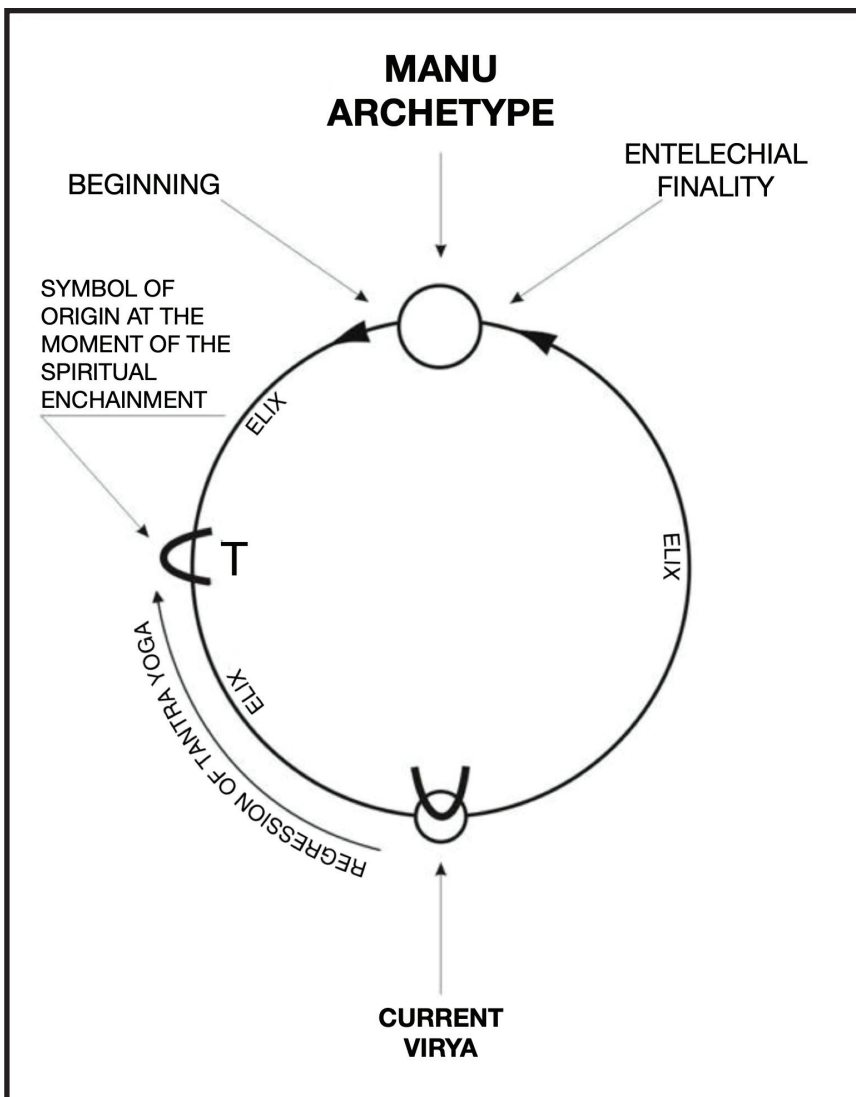 MANU
ARCHETYPE
BEGINNING
ENTELECHIAL
FINALITY
SYMBOL OF
ORIGIN AT THE
MOMENT OF THE
SPIRITUAL
ENCHAINMENT
ELIX
T
ELIX
ELIX
REGRESSION OF TANTRA YOGA
CURRENT
VIRYA